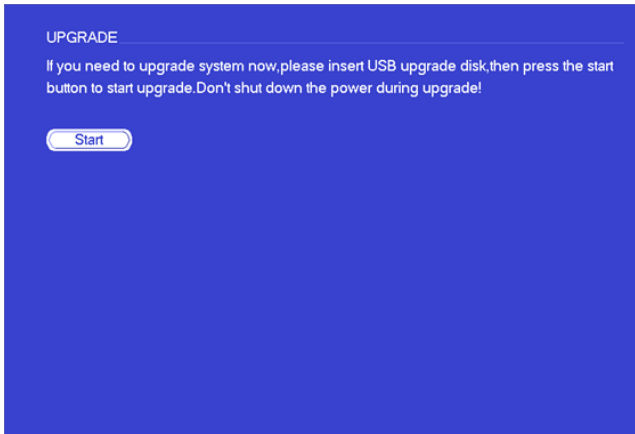 UPGRADE
If you need to upgrade system now,please insert USB upgrade disk,then press the start
button to start upgrade.Don't shut down the power during upgrade!
Start